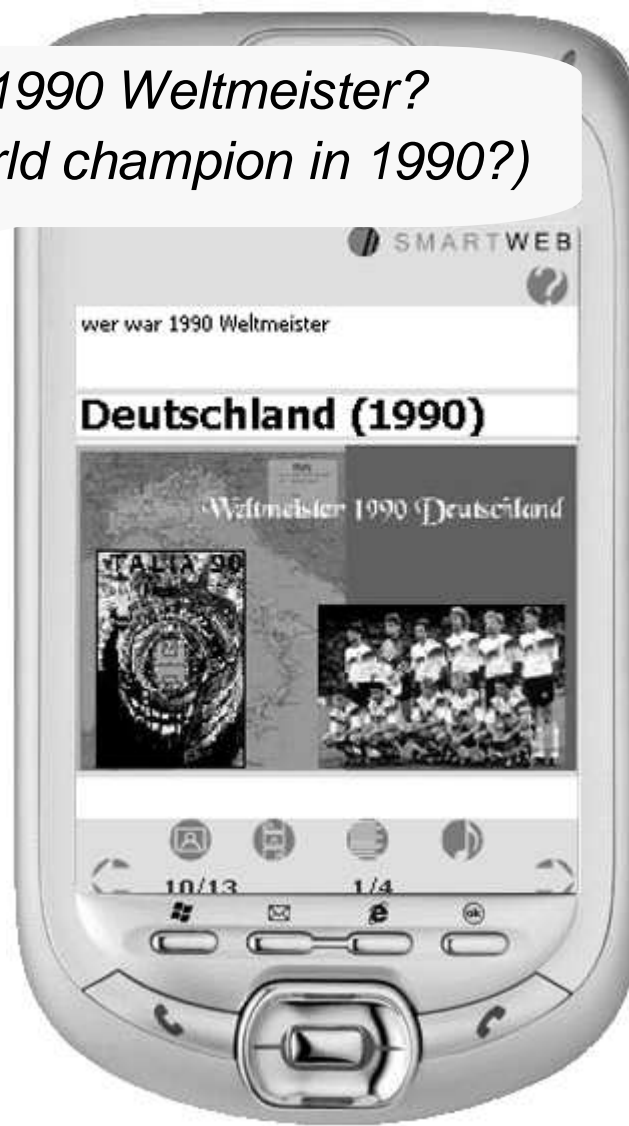 1990 Weltmeister?
rld champion in 1990?)
SMARTWEB
wer war 1990 Weltmeister
Deutschland (1990)
Weltmeister 1990 Deutschland
ITALIA 90
10/13
1/4
ok